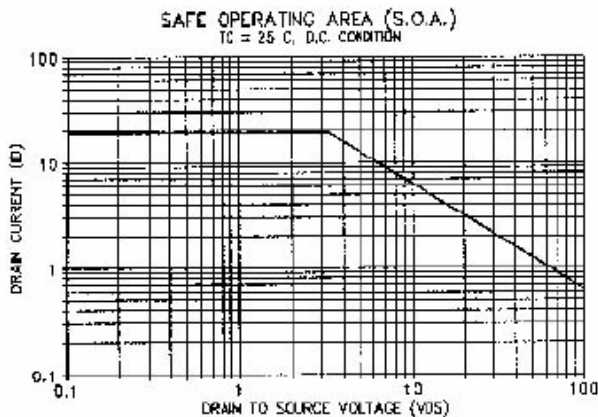 SAFE OPERATING AREA (S.O.A.)
TC = 25 C, D.C. CONDITION
DRAIN CURRENT (ID)
100
10
1
0.1
0.1
1
10
100
DRAIN TO SOURCE VOLTAGE (VDS)